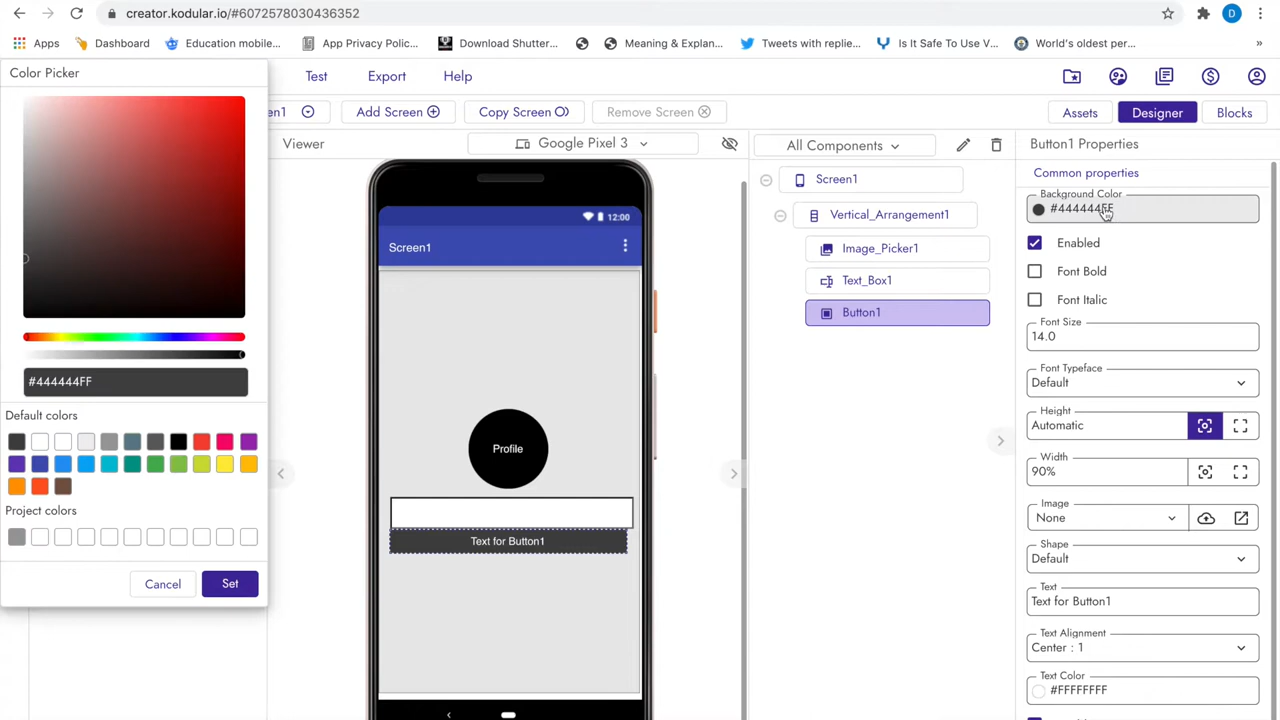 creator.kodular.io/#6072578030436352
D
Apps
Dashboard
Education mobile...
App Privacy Polic...
Download Shutter...
Meaning & Explan...
Tweets with replie...
Is It Safe To Use V...
World's oldest per...
»
Color Picker
Test
Export
Help
en1
Add Screen
Copy Screen
Remove Screen
Assets
Designer
Blocks
Viewer
Google Pixel 3
All Components
Button1 Properties
Screen1
Vertical_Arrangement1
Image_Picker1
Text_Box1
Button1
12:00
Screen1
Profile
Text for Button1
#444444FF
Default colors
Project colors
Cancel
Set
Common properties
Background Color
#444444FF
Enabled
Font Bold
Font Italic
Font Size
14.0
Font Typeface
Default
Height
Automatic
Width
90%
Image
None
Shape
Default
Text
Text for Button1
Text Alignment
Center : 1
Text Color
#FFFFFFFF